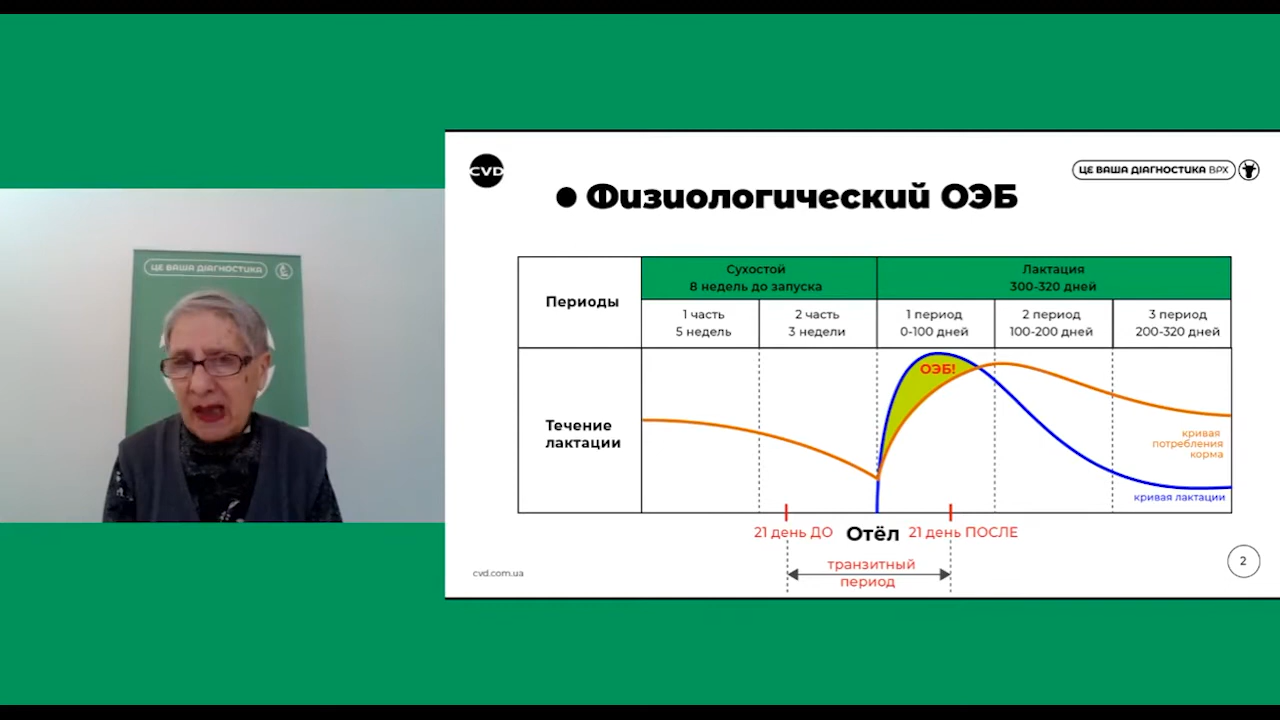 ЦЕ ВАША ДІАГНОСТИКА
CVD
ЦЕ ВАША ДІАГНОСТИКА ВРХ
● Физиологический ОЭБ
Периоды
Сухостой
8 недель до запуска
Лактация
300-320 дней
1 часть
5 недель
2 часть
3 недели
1 период
0-100 дней
2 период
100-200 дней
3 период
200-320 дней
Течение
лактации
ОЭБ!
кривая
потребления
корма
кривая лактации
21 день ДО
Отёл
21 день ПОСЛЕ
транзитный
период
cvd.com.ua
2